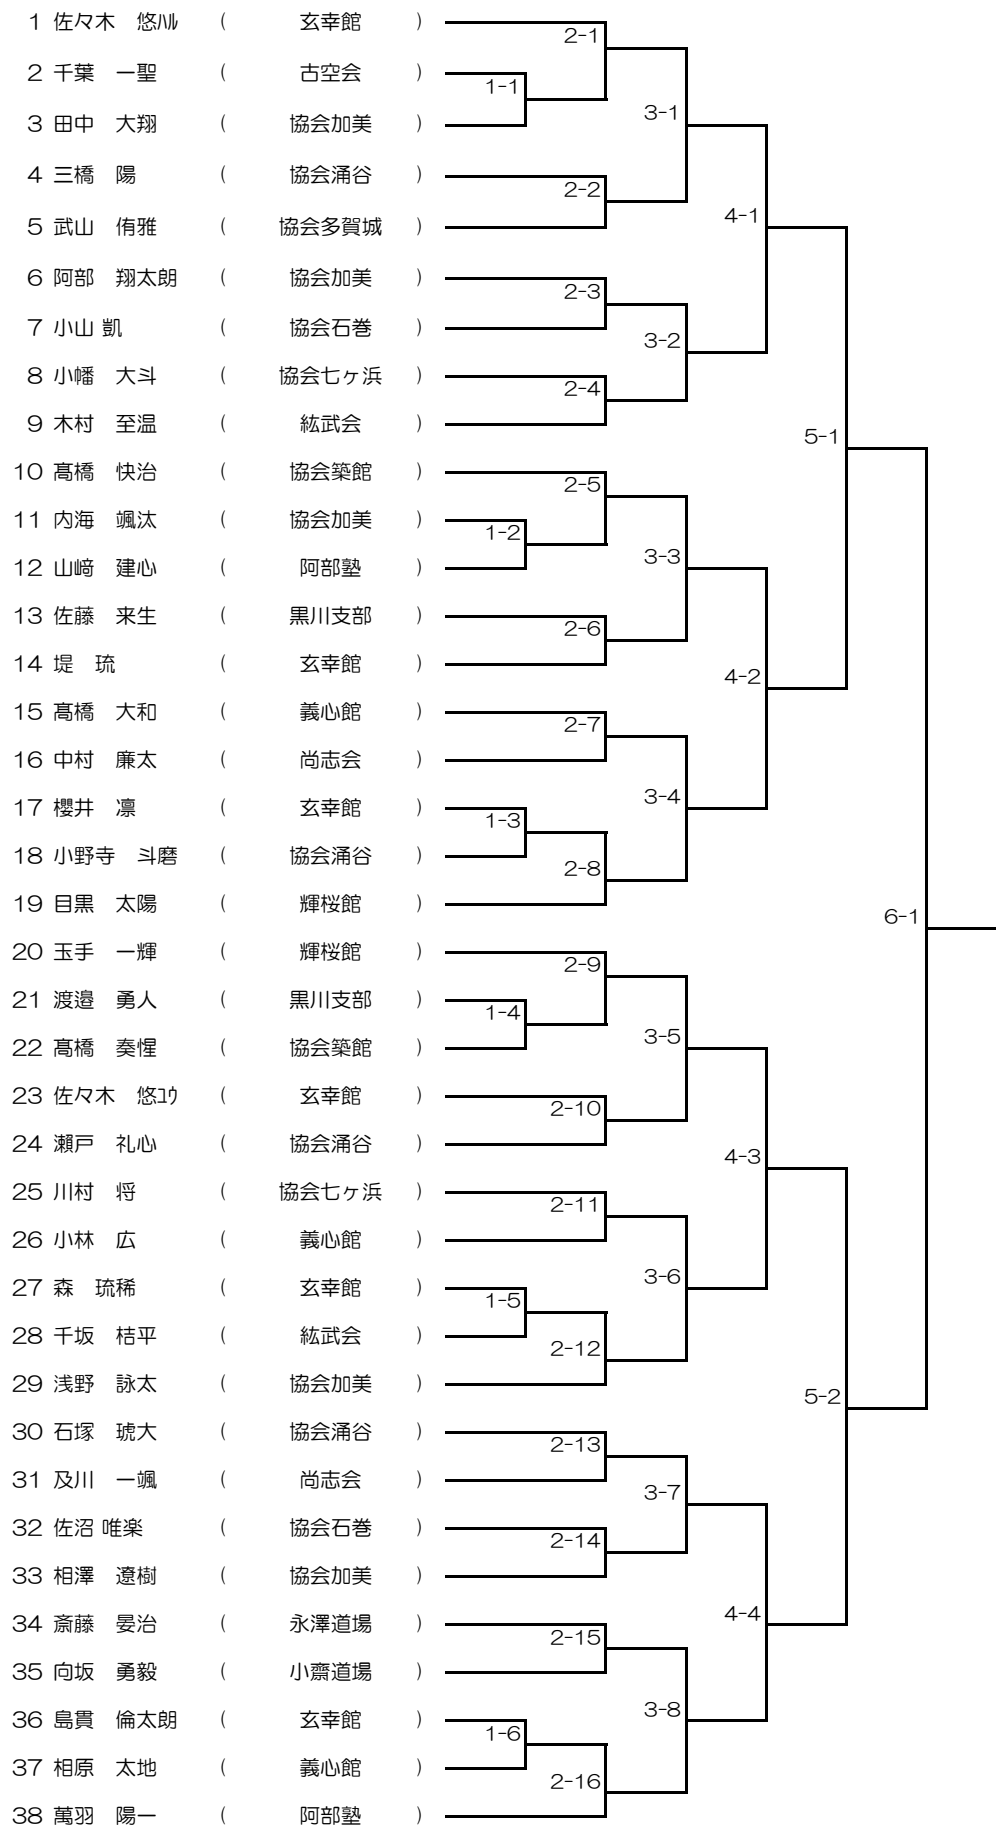 1 佐々木 悠ﾊﾙ ( 玄幸館 )
2-1
2 千葉 一聖 ( 古空会 )
1-1
3 田中 大翔 ( 協会加美 )
3-1
4 三橋 陽 ( 協会涌谷 )
2-2
4-1
5 武山 侑雅 ( 協会多賀城 )
6 阿部 翔太朗 ( 協会加美 )
2-3
7 小山 凱 ( 協会石巻 )
3-2
8 小幡 大斗 ( 協会七ヶ浜 )
2-4
9 木村 至温 ( 紘武会 )
5-1
10 髙橋 快治 ( 協会築館 )
2-5
11 内海 颯汰 ( 協会加美 )
1-2
3-3
12 山﨑 建心 ( 阿部塾 )
13 佐藤 来生 ( 黒川支部 )
2-6
14 堤 琉 ( 玄幸館 )
4-2
15 髙橋 大和 ( 義心館 )
2-7
16 中村 廉太 ( 尚志会 )
3-4
17 櫻井 凛 ( 玄幸館 )
1-3
18 小野寺 斗磨 ( 協会涌谷 )
2-8
19 目黒 太陽 ( 輝桜館 )
6-1
20 玉手 一輝 ( 輝桜館 )
2-9
21 渡邉 勇人 ( 黒川支部 )
1-4
3-5
22 髙橋 奏惺 ( 協会築館 )
23 佐々木 悠ﾕｳ ( 玄幸館 )
2-10
24 瀬戸 礼心 ( 協会涌谷 )
4-3
25 川村 将 ( 協会七ヶ浜 )
2-11
26 小林 広 ( 義心館 )
3-6
27 森 琉稀 ( 玄幸館 )
1-5
28 千坂 桔平 ( 紘武会 )
2-12
29 浅野 詠太 ( 協会加美 )
5-2
30 石塚 琥大 ( 協会涌谷 )
2-13
31 及川 一颯 ( 尚志会 )
3-7
32 佐沼 唯楽 ( 協会石巻 )
2-14
33 相澤 遼樹 ( 協会加美 )
4-4
34 斎藤 晏治 ( 永澤道場 )
2-15
35 向坂 勇毅 ( 小齋道場 )
3-8
36 島貫 倫太朗 ( 玄幸館 )
1-6
37 相原 太地 ( 義心館 )
2-16
38 萬羽 陽一 ( 阿部塾 )